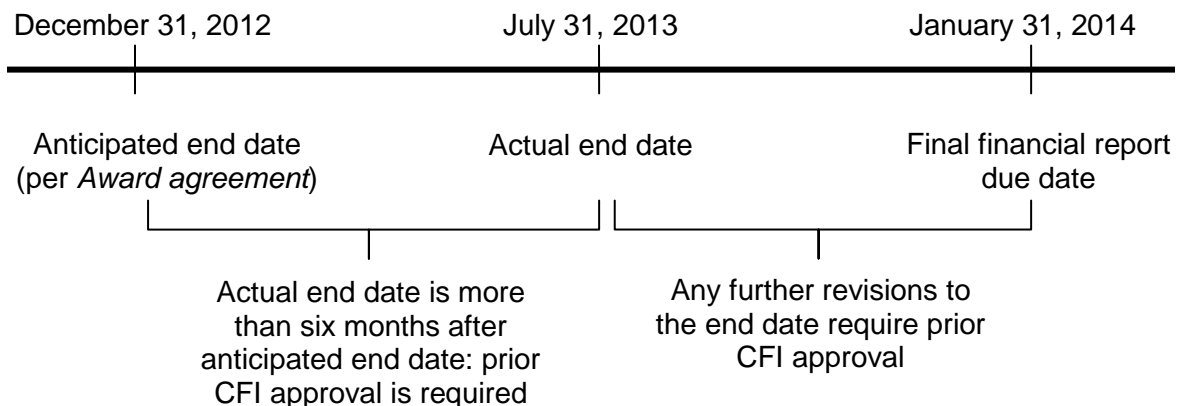 December 31, 2012
July 31, 2013
January 31, 2014
Anticipated end date
(per Award agreement)
Actual end date
Final financial report
due date
Actual end date is more
than six months after
anticipated end date: prior
CFI approval is required
Any further revisions to
the end date require prior
CFI approval